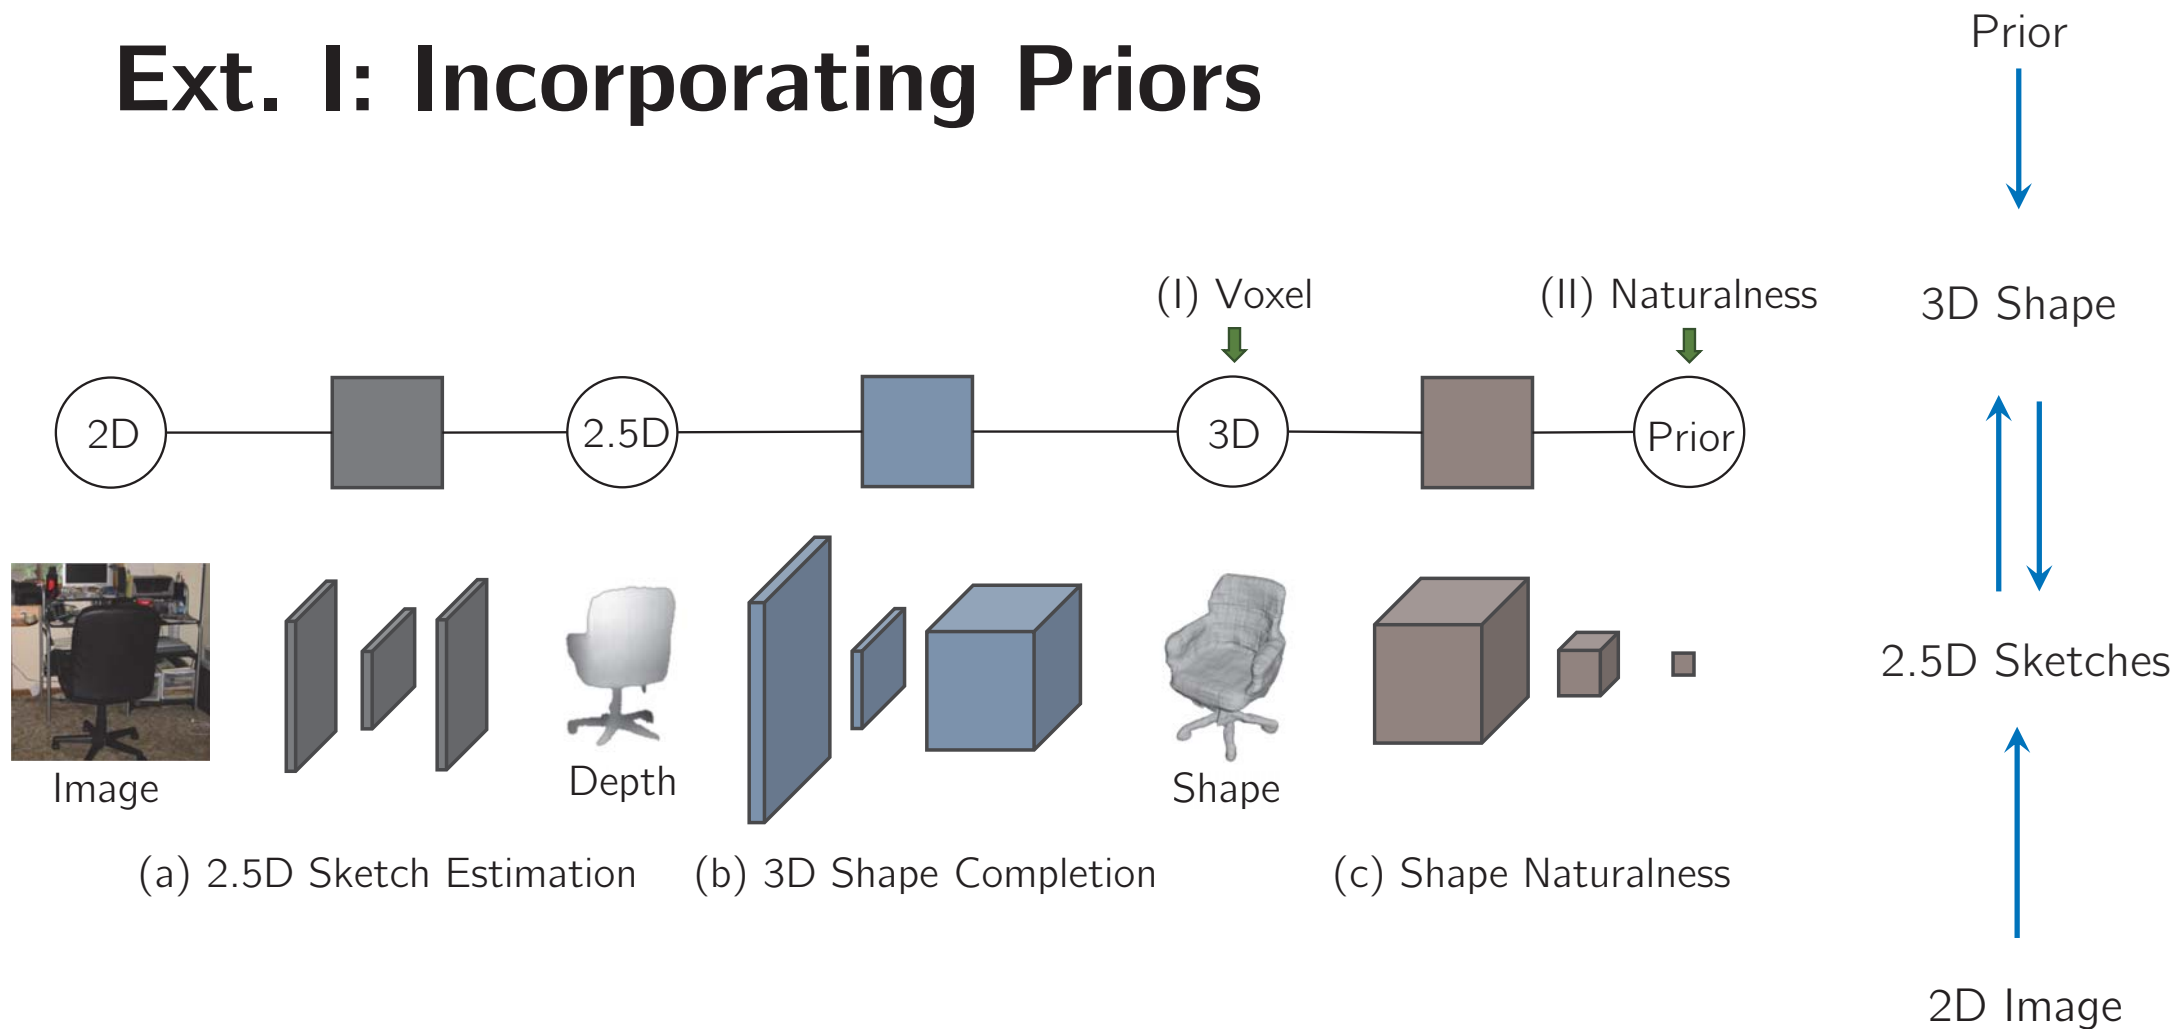 Ext. I: Incorporating Priors
(I) Voxel
(II) Naturalness
2D
2.5D
3D
Prior
Image
Depth
Shape
(a) 2.5D Sketch Estimation
(b) 3D Shape Completion
(c) Shape Naturalness
Prior
3D Shape
2.5D Sketches
2D Image